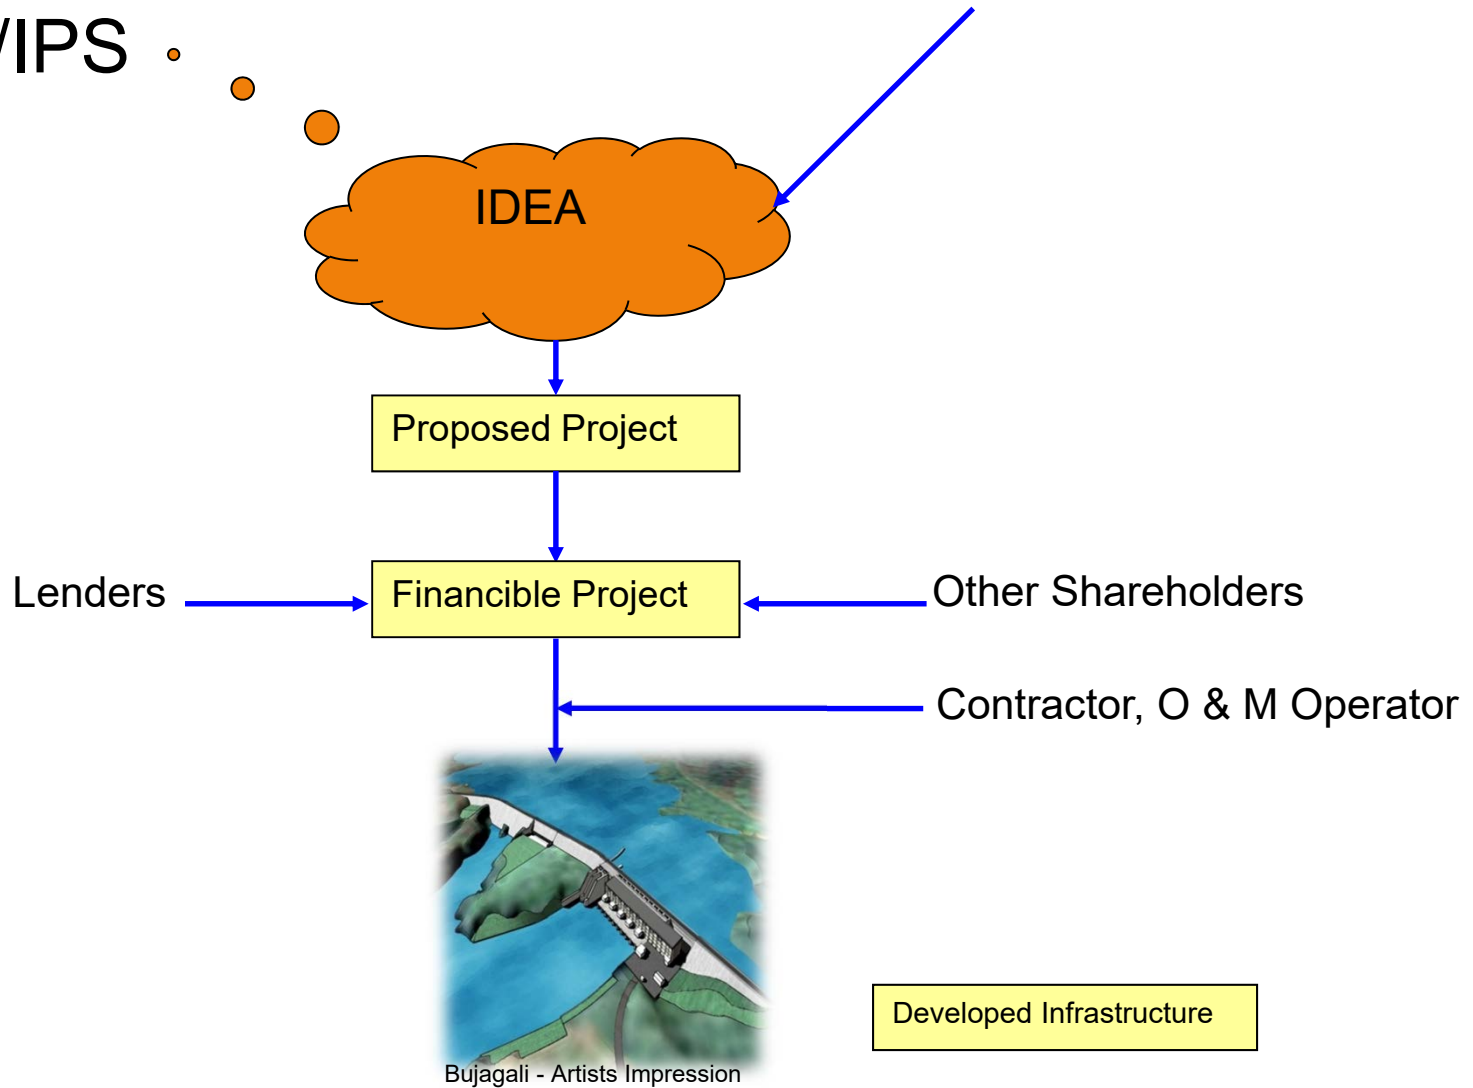 /IPS
IDEA
Proposed Project
Lenders
Financible Project
Other Shareholders
Contractor, O & M Operator
Developed Infrastructure
Bujagali - Artists Impression